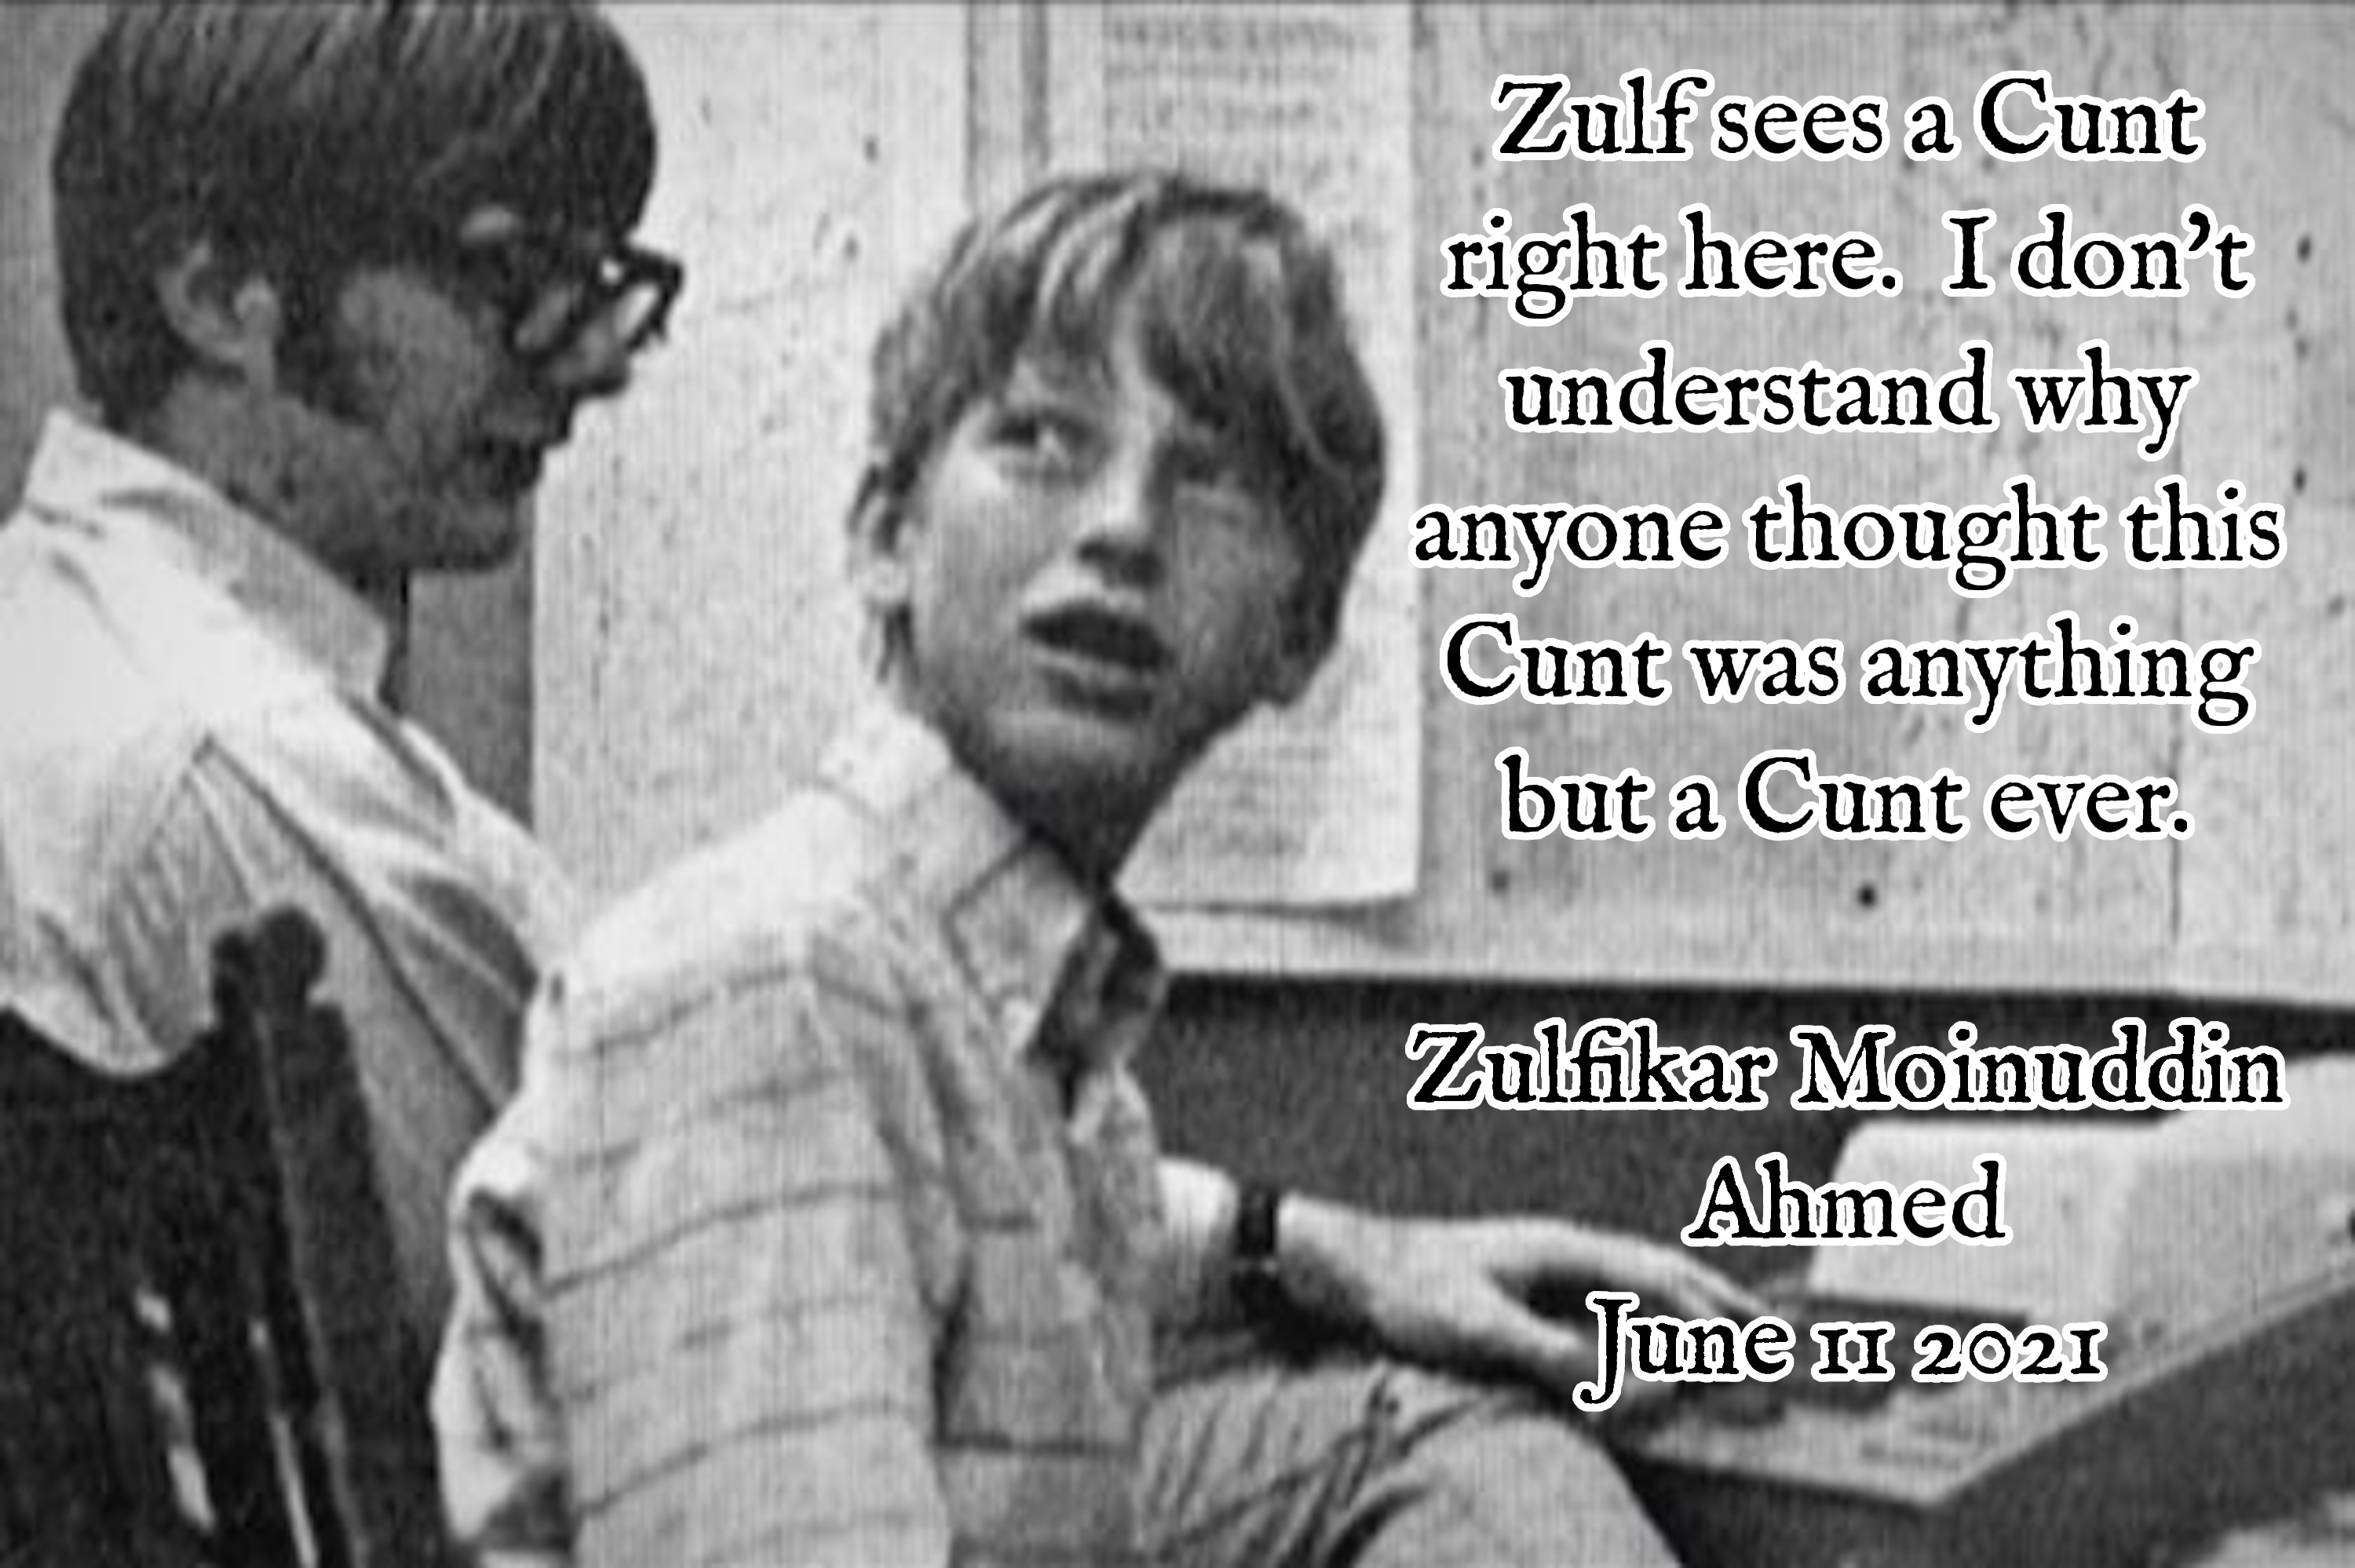 Zulf sees a Cunt
right here.  I don't
understand why
anyone thought this
Cunt was anything
but a Cunt ever.
Zulfikar Moinuddin
Ahmed
June 11 2021